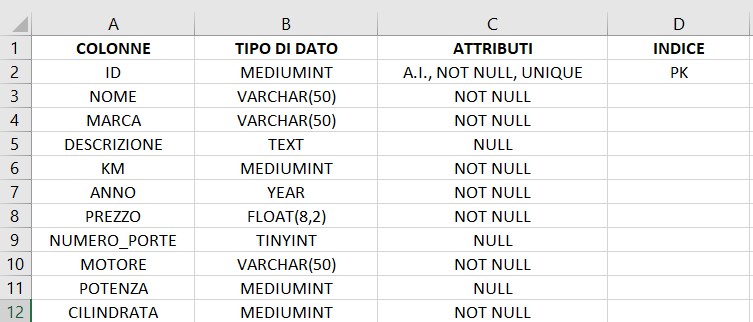 A B C D
1 COLONNE TIPO DI DATO ATTRIBUTI INDICE
2 ID MEDIUMINT A.I., NOT NULL, UNIQUE PK
3 NOME VARCHAR(50) NOT NULL
4 MARCA VARCHAR(50) NOT NULL
5 DESCRIZIONE TEXT NULL
6 KM MEDIUMINT NOT NULL
7 ANNO YEAR NOT NULL
8 PREZZO FLOAT(8,2) NOT NULL
9 NUMERO_PORTE TINYINT NULL
10 MOTORE VARCHAR(50) NOT NULL
11 POTENZA MEDIUMINT NULL
12 CILINDRATA MEDIUMINT NOT NULL